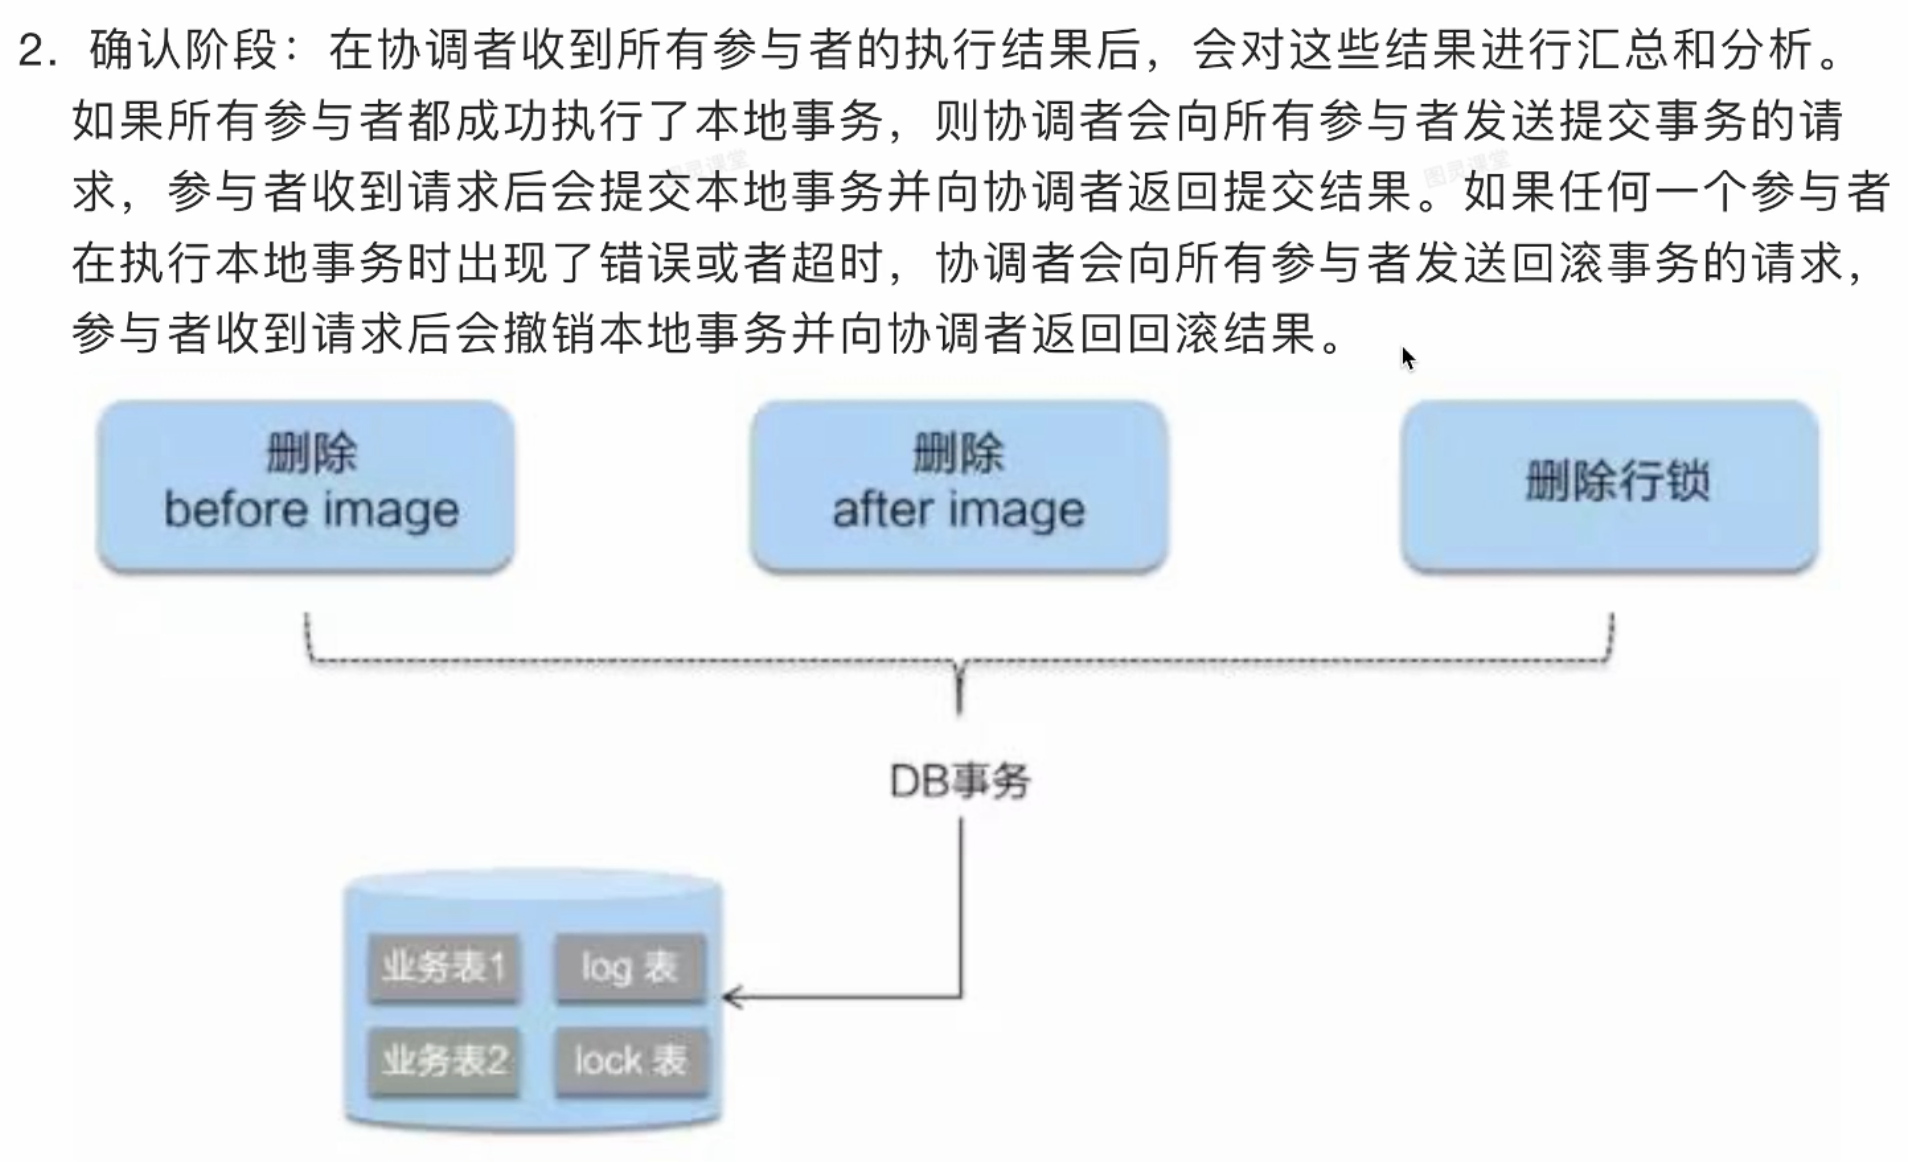 2. 确认阶段：在协调者收到所有参与者的执行结果后，会对这些结果进行汇总和分析。
如果所有参与者都成功执行了本地事务，则协调者会向所有参与者发送提交事务的请
求，参与者收到请求后会提交本地事务并向协调者返回提交结果。如果任何一个参与者
在执行本地事务时出现了错误或者超时，协调者会向所有参与者发送回滚事务的请求，
参与者收到请求后会撤销本地事务并向协调者返回回滚结果。
图灵课堂
图灵课堂
删除
before image
删除
after image
删除行锁
DB事务
业务表1
log 表
业务表2
lock 表